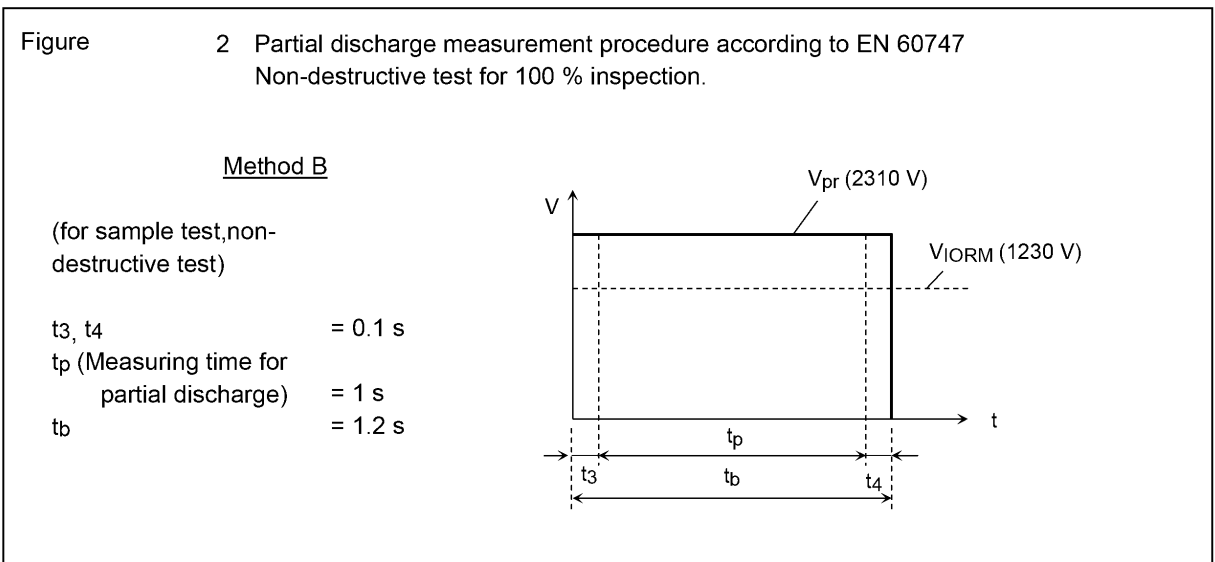 Figure 2 Partial discharge measurement procedure according to EN 60747
Non-destructive test for 100 % inspection.
Method B
(for sample test,non-
destructive test)
t3, t4 = 0.1 s
tp (Measuring time for
partial discharge) = 1 s
tb = 1.2 s
V
Vpr (2310 V)
VIORM (1230 V)
t
tp
t3 tb t4